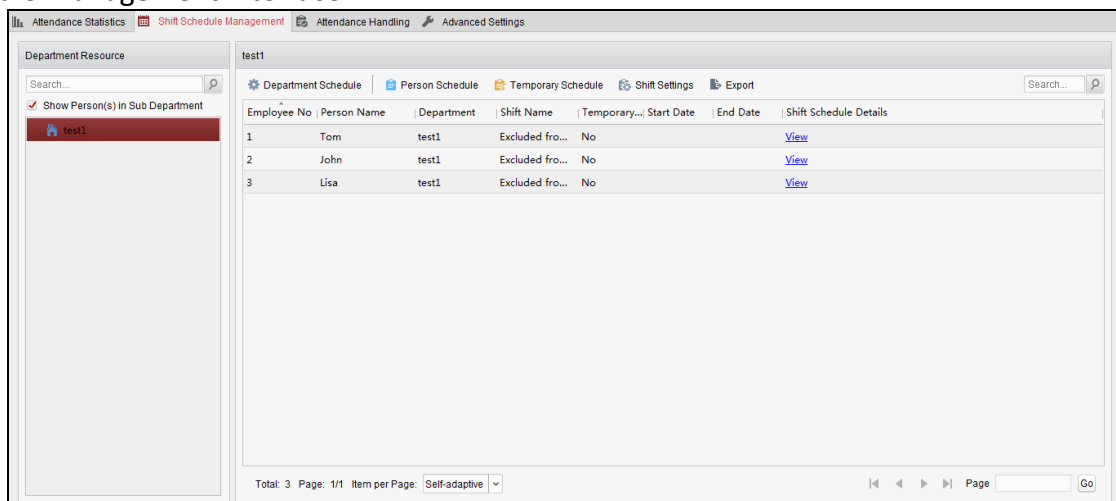 Attendance Statistics Shift Schedule Management Attendance Handling Advanced Settings
Department Resource
test1
Search...
Show Person(s) in Sub Department
test1
Department Schedule Person Schedule Temporary Schedule Shift Settings Export Search...
Employee No Person Name Department Shift Name Temporary... Start Date End Date Shift Schedule Details
1 Tom test1 Excluded fro... No View
2 John test1 Excluded fro... No View
3 Lisa test1 Excluded fro... No View
Total: 3 Page: 1/1 Item per Page: Self-adaptive Page Go